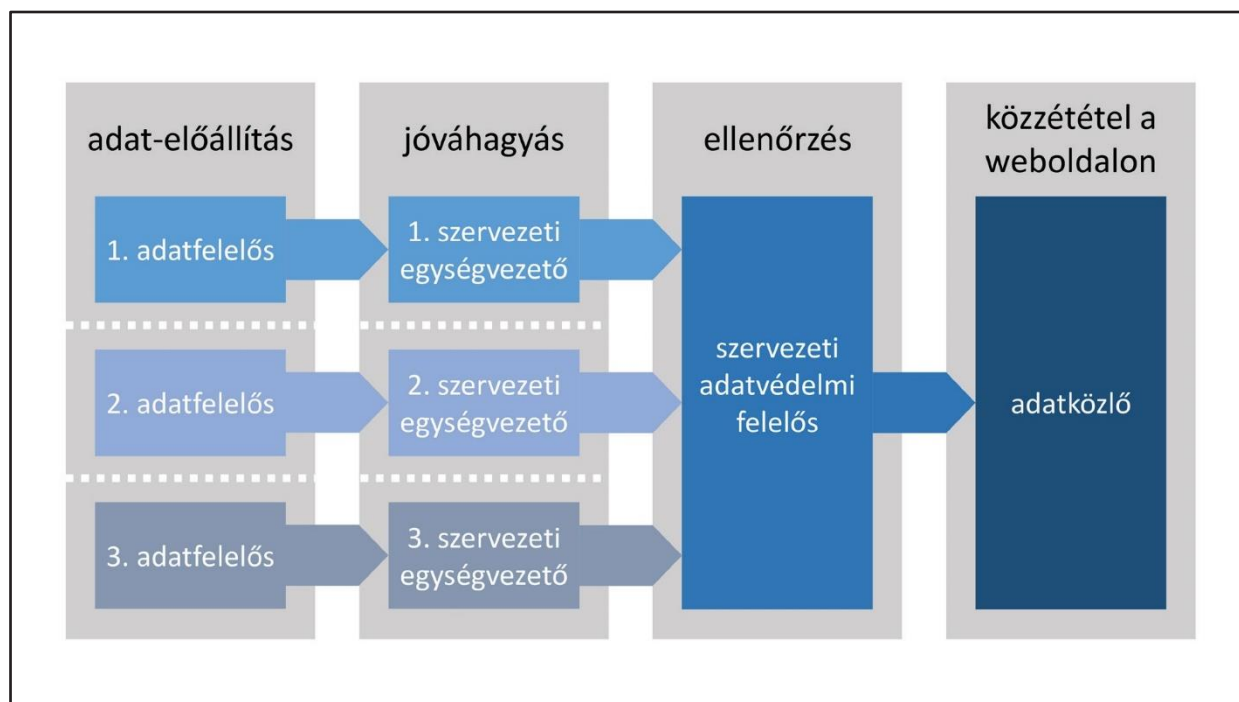 adat-előállítás
jóváhagyás
ellenőrzés
közzététel a
weboldalon
1. adatfelelős
1. szervezeti
egységvezető
2. adatfelelős
2. szervezeti
egységvezető
3. adatfelelős
3. szervezeti
egységvezető
szervezeti
adatvédelmi
felelős
adatközlő